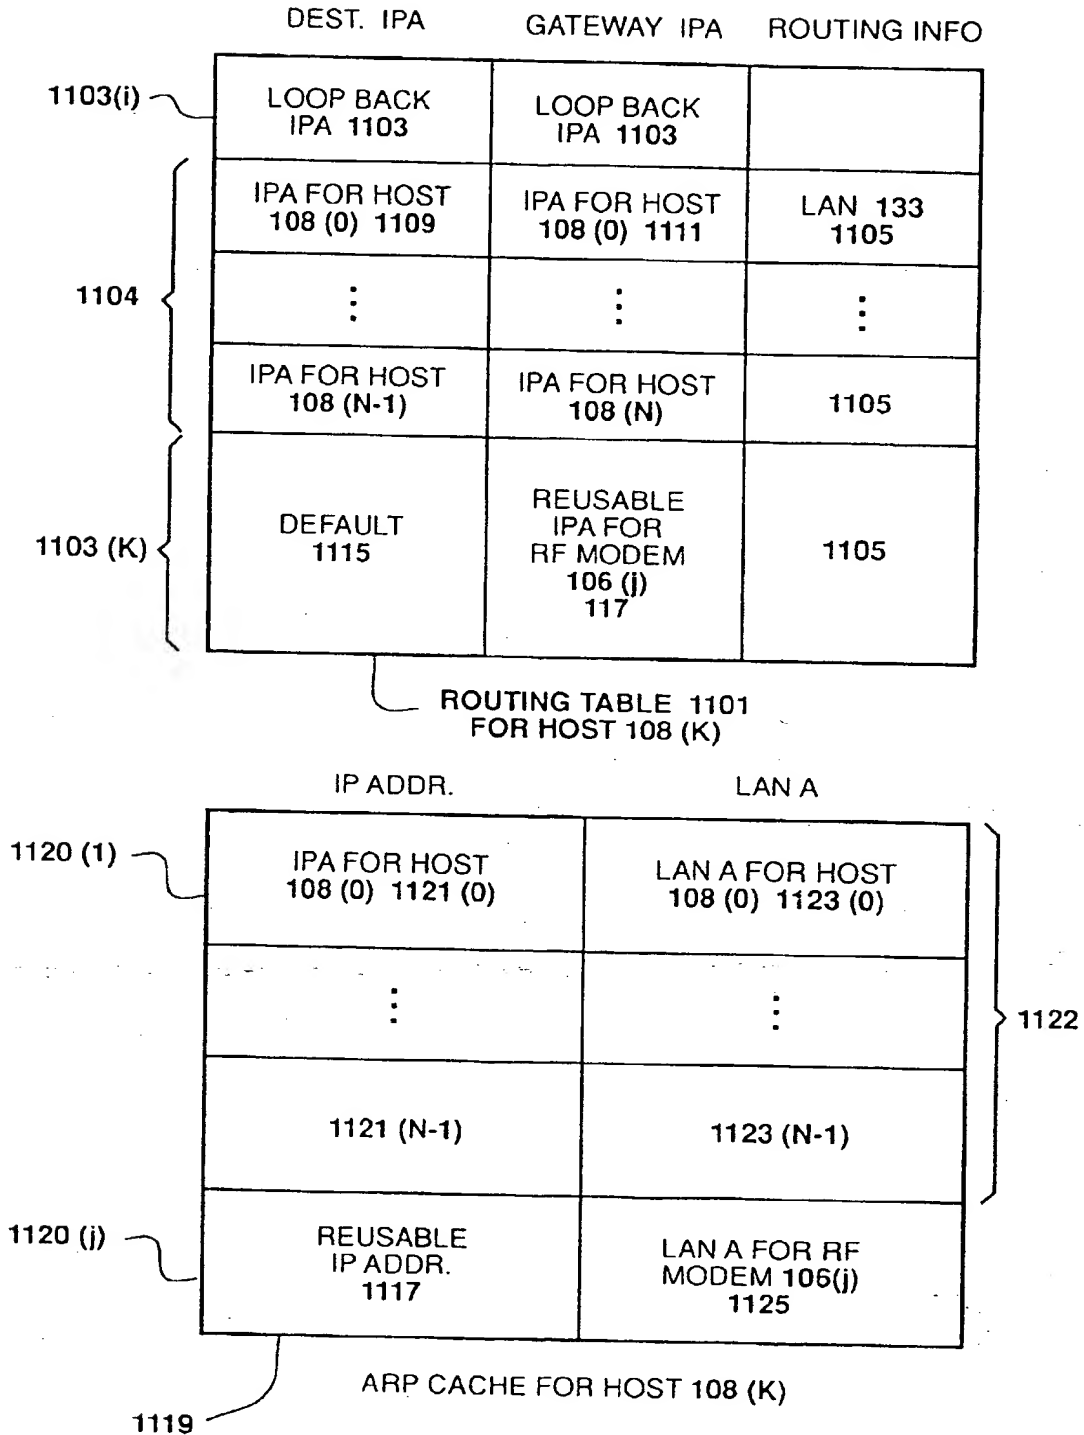 DEST. IPA GATEWAY IPA ROUTING INFO
1103(i)
LOOP BACK
IPA 1103
LOOP BACK
IPA 1103
1104
IPA FOR HOST
108 (0) 1109
IPA FOR HOST
108 (0) 1111
LAN 133
1105
⋮ ⋮ ⋮
IPA FOR HOST
108 (N-1)
IPA FOR HOST
108 (N)
1105
1103 (K)
DEFAULT
1115
REUSABLE
IPA FOR
RF MODEM
106 (j)
117
1105
ROUTING TABLE 1101
FOR HOST 108 (K)
IP ADDR. LAN A
1120 (1)
IPA FOR HOST
108 (0) 1121 (0)
LAN A FOR HOST
108 (0) 1123 (0)
⋮ ⋮
1122
1121 (N-1)
1123 (N-1)
1120 (j)
REUSABLE
IP ADDR.
1117
LAN A FOR RF
MODEM 106(j)
1125
ARP CACHE FOR HOST 108 (K)
1119